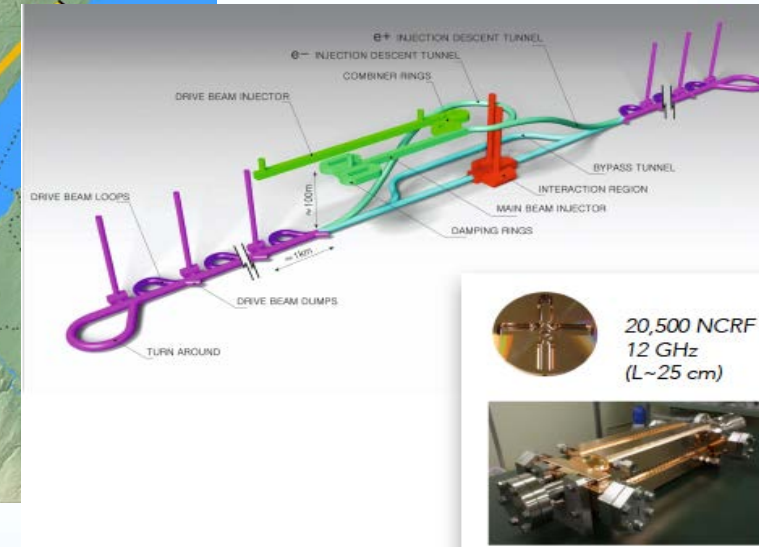 e+ INJECTION DESCENT TUNNEL
e- INJECTION DESCENT TUNNEL
COMBINER RINGS
DRIVE BEAM INJECTOR
BYPASS TUNNEL
INTERACTION REGION
DRIVE BEAM LOOPS
~100m
MAIN BEAM INJECTOR
DAMPING RINGS
~1km
DRIVE BEAM DUMPS
TURN AROUND
20,500 NCRF
12 GHz
(L~25 cm)